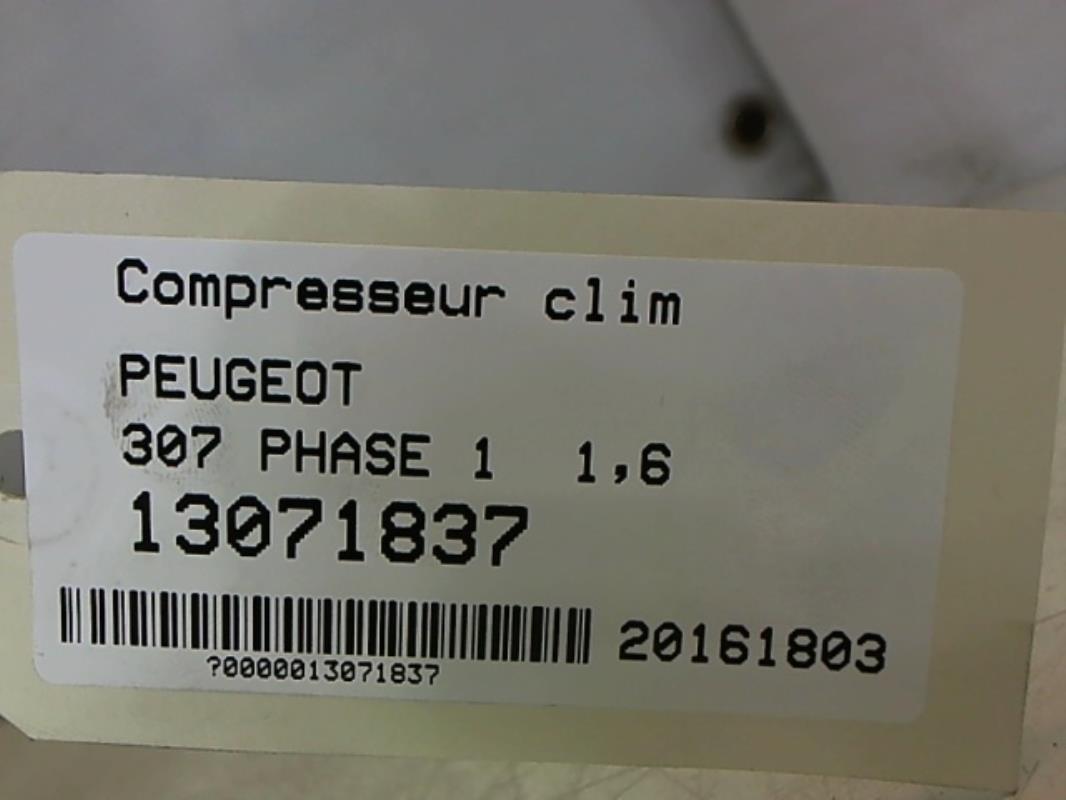 Compresseur clim
PEUGEOT
307 PHASE 1 1,6
13071837
20161803
?0000013071837